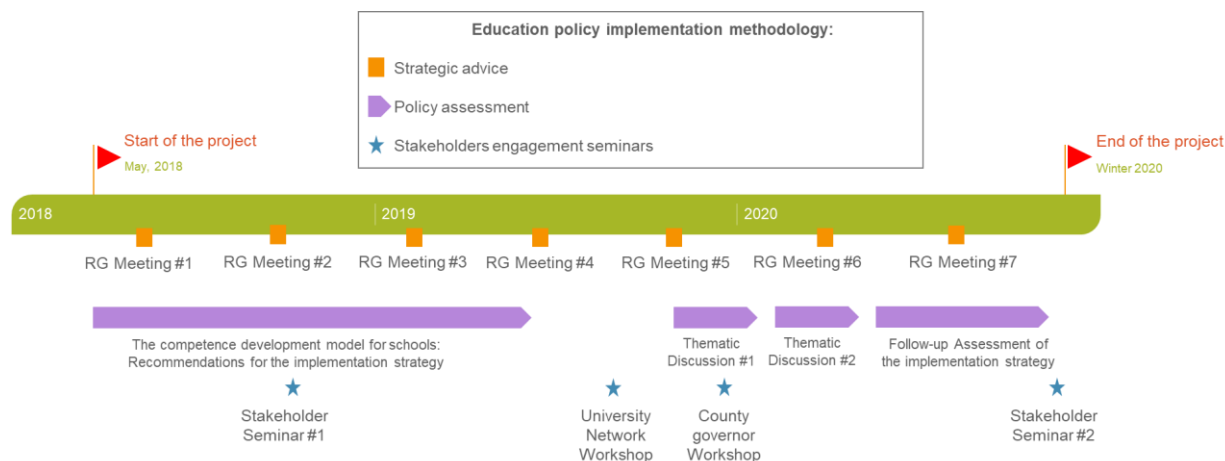 Education policy implementation methodology:
Strategic advice
Policy assessment
Stakeholders engagement seminars
Start of the project
May, 2018
End of the project
Winter 2020
2018
2019
2020
RG Meeting #1
RG Meeting #2
RG Meeting #3
RG Meeting #4
RG Meeting #5
RG Meeting #6
RG Meeting #7
The competence development model for schools:
Recommendations for the implementation strategy
Thematic
Discussion #1
Thematic
Discussion #2
Follow-up Assessment of
the implementation strategy
Stakeholder
Seminar #1
University
Network
Workshop
County
governor
Workshop
Stakeholder
Seminar #2